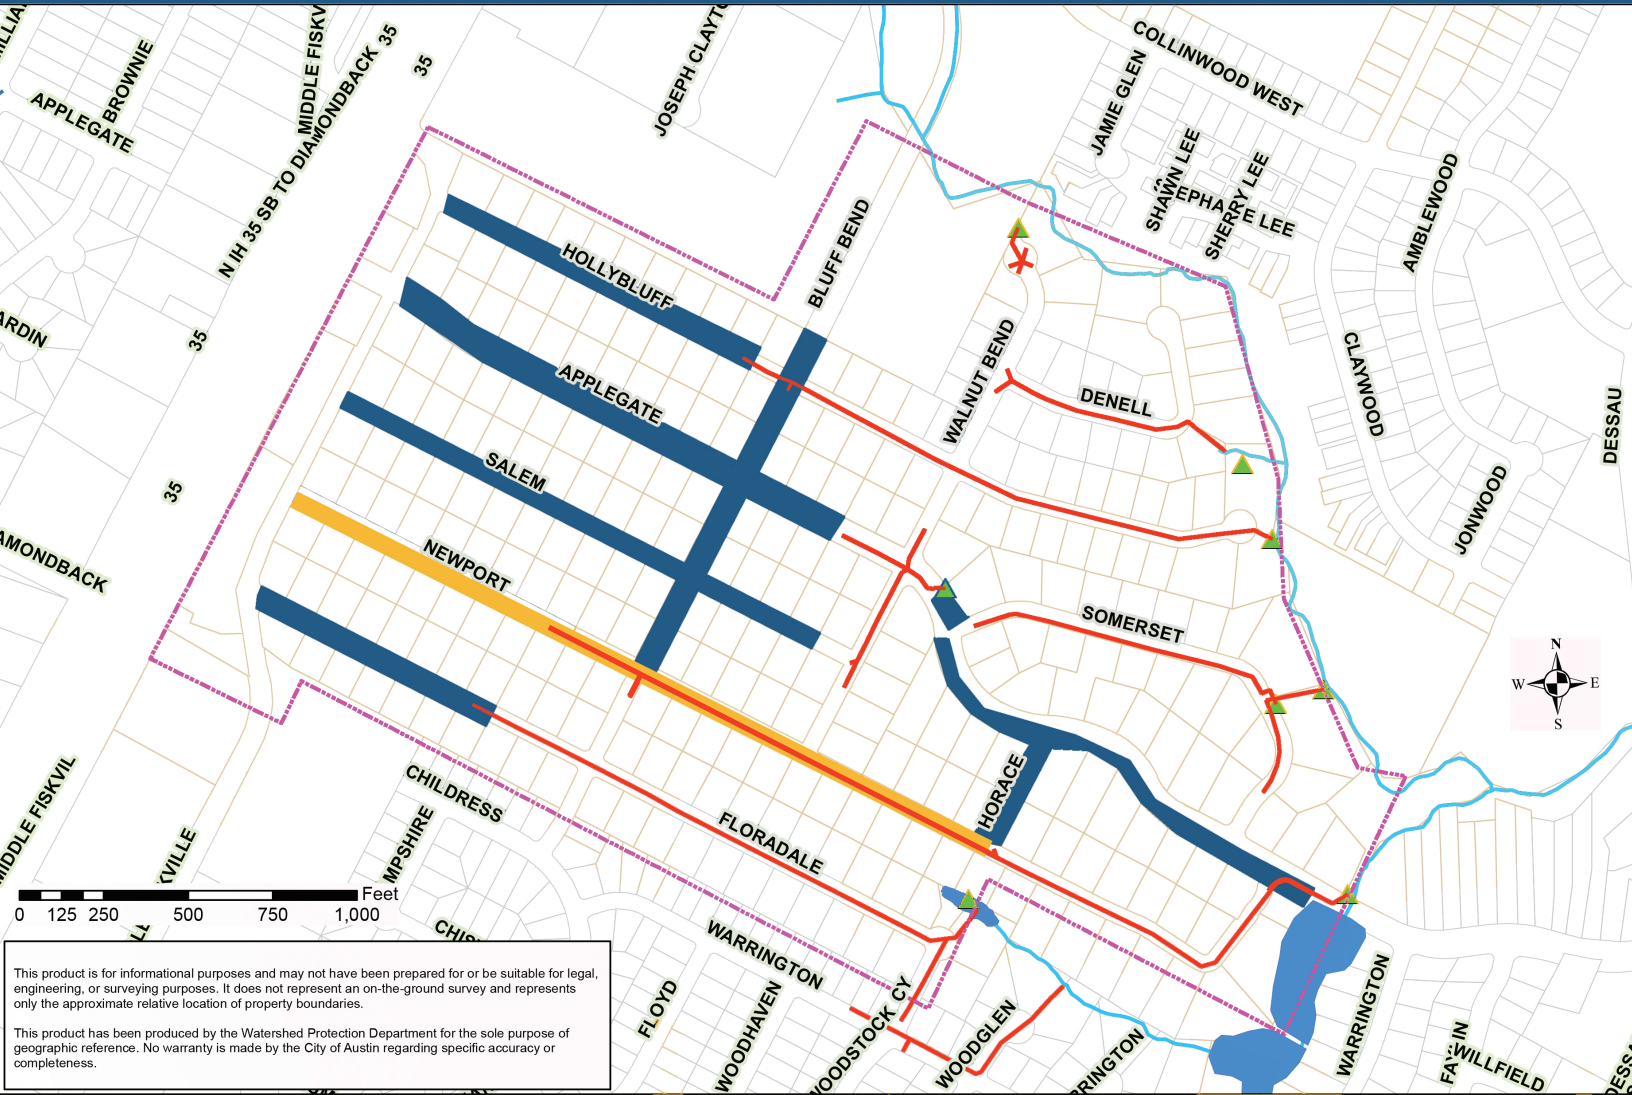 MIDDLE FISKV
35
35
JOSEPH CLAYT
COLLINWOOD WEST
BROWNIE
APPLEGATE
JAMIE GLEN
N IH 35 SB TO DIAMONDBACK
SHAWN LEE
SHERRY LEE
LEE
AMBLEWOOD
BLUFF BEND
HOLLYBLUFF
ARDIN
35
WALNUT BEND
DENELL
CLAYWOOD
DESSAU
APPLEGATE
SALEM
35
JONWOOD
AMONDBACK
NEWPORT
SOMERSET
N
W
E
S
HORACE
CHILDRESS
MIDDLE FISKVIL
MPSHIRE
KVILLE
FLORADALE
Feet
0 125 250 500 750 1,000
WARRINGTON
FLOYD
WOODHAVEN
WOODSTOCK CY
WOODGLEN
RRINGTON
WARRINGTON
WILLFIELD
This product is for informational purposes and may not have been prepared for or be suitable for legal,
engineering, or surveying purposes. It does not represent an on-the-ground survey and represents
only the approximate relative location of property boundaries.
This product has been produced by the Watershed Protection Department for the sole purpose of
geographic reference. No warranty is made by the City of Austin regarding specific accuracy or
completeness.